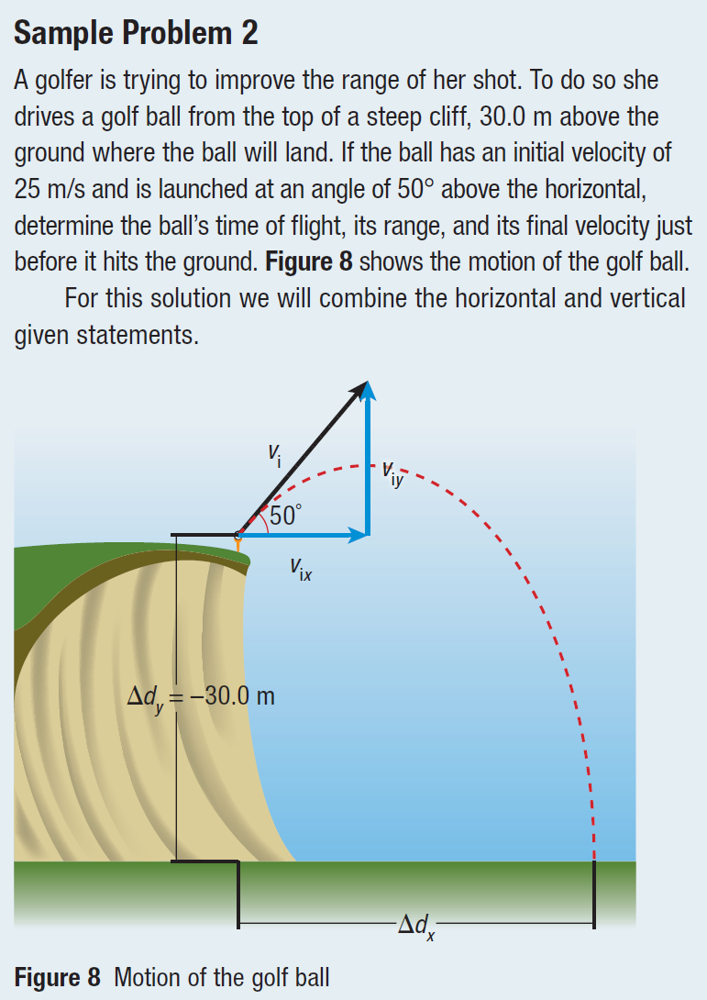 Sample Problem 2
A golfer is trying to improve the range of her shot. To do so she
drives a golf ball from the top of a steep cliff, 30.0 m above the
ground where the ball will land. If the ball has an initial velocity of
25 m/s and is launched at an angle of 50° above the horizontal,
determine the ball’s time of flight, its range, and its final velocity just
before it hits the ground. Figure 8 shows the motion of the golf ball.
For this solution we will combine the horizontal and vertical
given statements.
vi
viy
50°
vix
Δdy = −30.0 m
Δdx
Figure 8 Motion of the golf ball